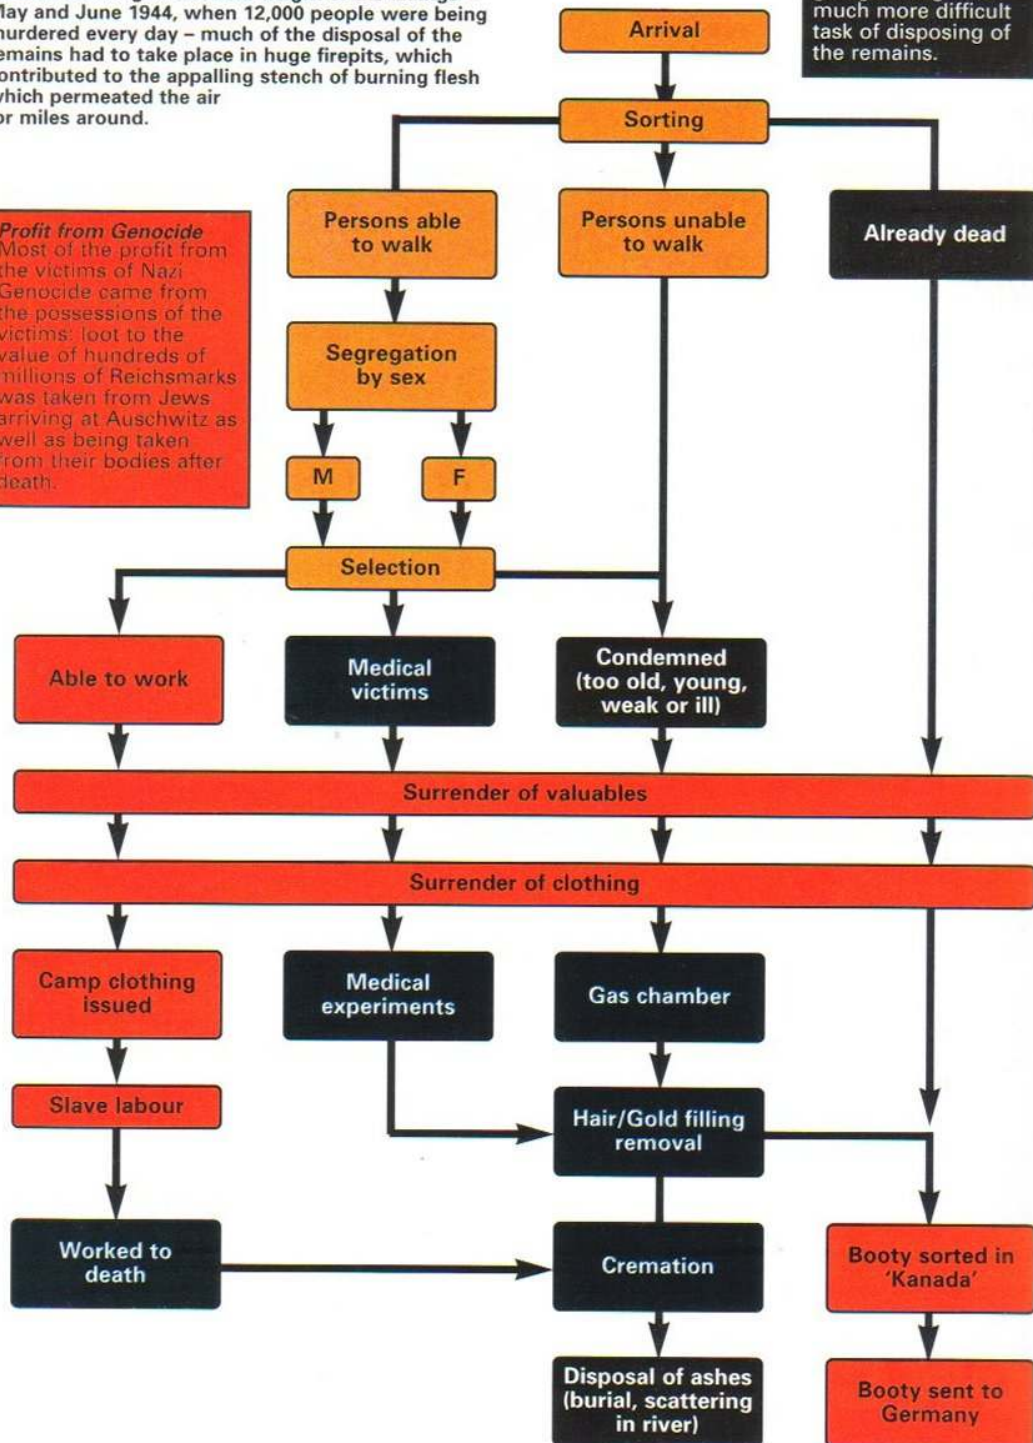 May and June 1944, when 12,000 people were being
murdered every day – much of the disposal of the
remains had to take place in huge firepits, which
contributed to the appalling stench of burning flesh
which permeated the air
for miles around.
much more difficult
task of disposing of
the remains.
Arrival
Sorting
Persons able
to walk
Persons unable
to walk
Already dead
Profit from Genocide
Most of the profit from
the victims of Nazi
Genocide came from
the possessions of the
victims: loot to the
value of hundreds of
millions of Reichsmarks
was taken from Jews
arriving at Auschwitz as
well as being taken
from their bodies after
death.
Segregation
by sex
M
F
Selection
Able to work
Medical
victims
Condemned
(too old, young,
weak or ill)
Surrender of valuables
Surrender of clothing
Camp clothing
issued
Medical
experiments
Gas chamber
Slave labour
Hair/Gold filling
removal
Worked to
death
Cremation
Booty sorted in
'Kanada'
Disposal of ashes
(burial, scattering
in river)
Booty sent to
Germany